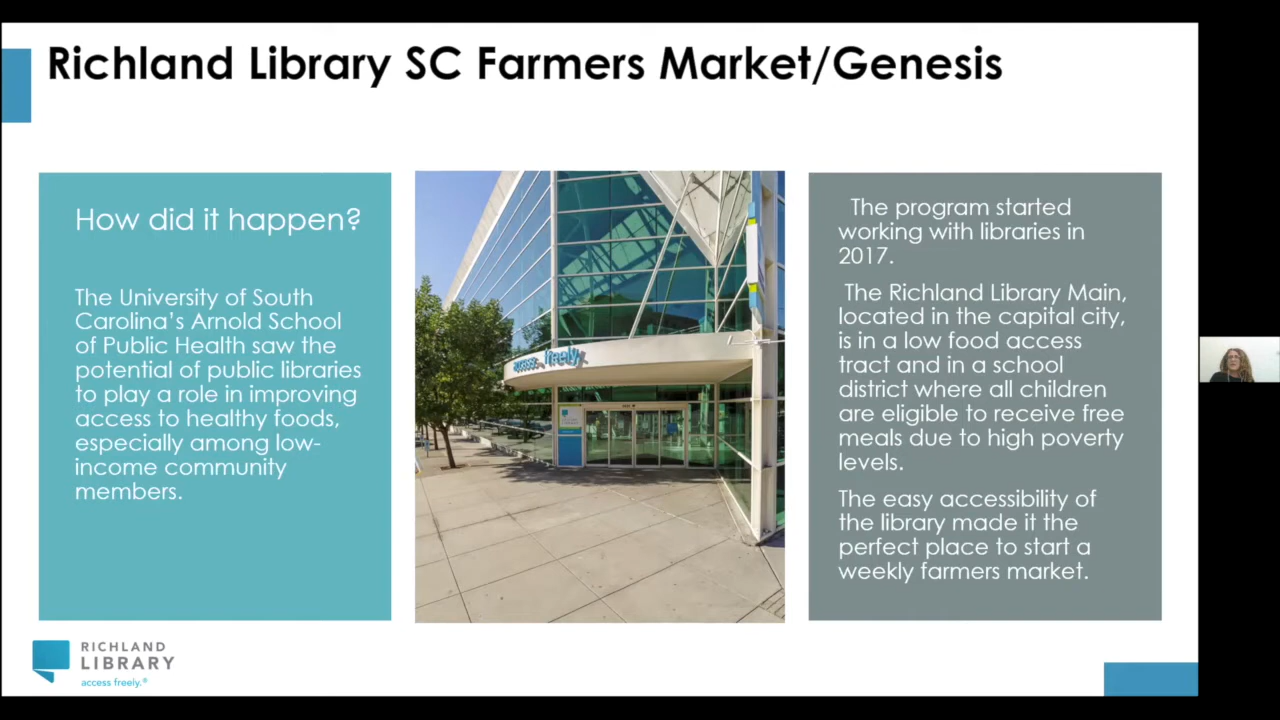 Richland Library SC Farmers Market/Genesis
How did it happen?
The University of South
Carolina’s Arnold School
of Public Health saw the
potential of public libraries
to play a role in improving
access to healthy foods,
especially among low-
income community
members.
access freely.
The program started
working with libraries in
2017.
The Richland Library Main,
located in the capital city,
is in a low food access
tract and in a school
district where all children
are eligible to receive free
meals due to high poverty
levels.
The easy accessibility of
the library made it the
perfect place to start a
weekly farmers market.
RICHLAND
LIBRARY
access freely.®